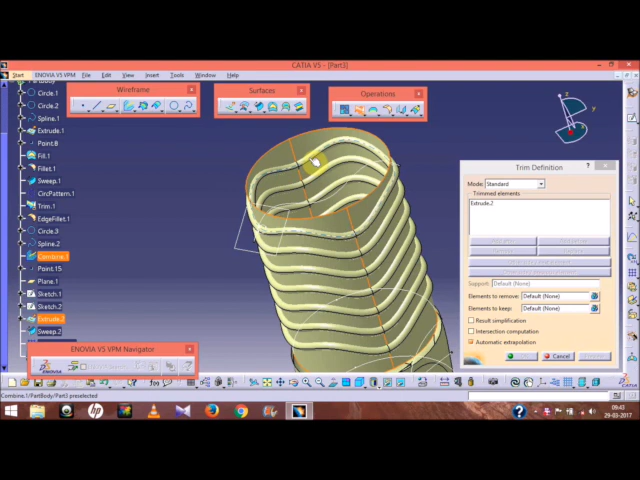 CATIA V5 - [Part3]
Start
ENOVIA V5 VPM
File
Edit
View
Insert
Tools
Window
Help
Wireframe
Surfaces
Operations
Circle.1
Circle.2
Spline.1
Extrude.1
Point.8
Fill.1
Fillet.1
Sweep.1
CircPattern.1
Trim.1
EdgeFillet.1
Circle.3
Spline.2
Combine.1
Point.15
Plane.1
Sketch.1
Sketch.2
Extrude.2
Sweep.2
z
y
x
Trim Definition
?
Mode: Standard
Trimmed elements
Extrude.2
Support: Default (None)
Elements to remove: Default (None)
Elements to keep: Default (None)
Result simplification
Intersection computation
Automatic extrapolation
Cancel
ENOVIA V5 VPM Navigator
Combine.1/PartBody/Part3 preselected
09:43
29-03-2017